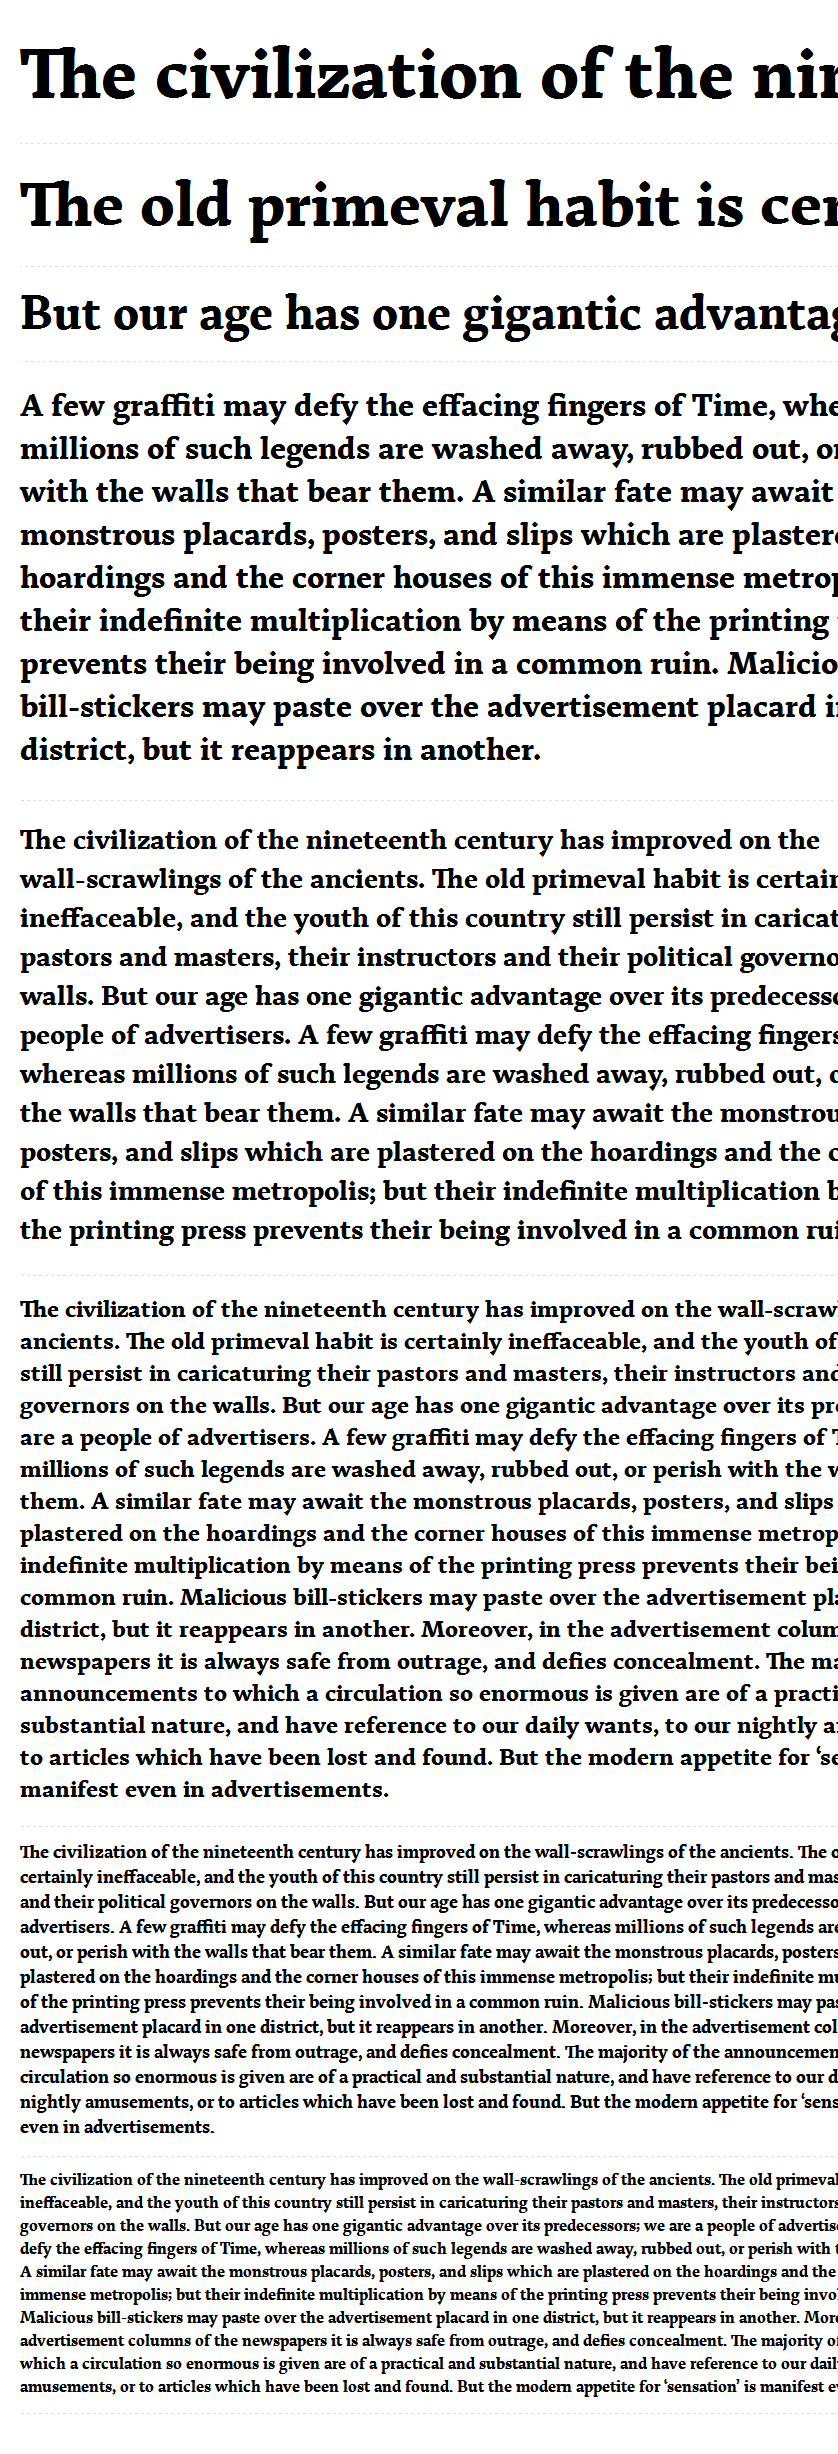 The civilization of the
The old primeval habit is
But our age has one gigantic
A few graffiti may defy the effacing fingers of Time,
millions of such legends are washed away, rubbed out,
with the walls that bear them. A similar fate may await
monstrous placards, posters, and slips which are
hoardings and the corner houses of this immense
their indefinite multiplication by means of the printing
prevents their being involved in a common ruin.
bill-stickers may paste over the advertisement placard
district, but it reappears in another.
The civilization of the nineteenth century has improved on the
wall-scrawlings of the ancients. The old primeval habit is
ineffaceable, and the youth of this country still persist in
pastors and masters, their instructors and their political
walls. But our age has one gigantic advantage over its
people of advertisers. A few graffiti may defy the effacing fingers
whereas millions of such legends are washed away, rubbed out,
the walls that bear them. A similar fate may await the
posters, and slips which are plastered on the hoardings and the
of this immense metropolis; but their indefinite multiplication
the printing press prevents their being involved in a common
The civilization of the nineteenth century has improved on the
ancients. The old primeval habit is certainly ineffaceable, and the youth of
still persist in caricaturing their pastors and masters, their instructors and
governors on the walls. But our age has one gigantic advantage over its
are a people of advertisers. A few graffiti may defy the effacing fingers of
millions of such legends are washed away, rubbed out, or perish with the
them. A similar fate may await the monstrous placards, posters, and slips
plastered on the hoardings and the corner houses of this immense
indefinite multiplication by means of the printing press prevents their
common ruin. Malicious bill-stickers may paste over the advertisement
district, but it reappears in another. Moreover, in the advertisement
newspapers it is always safe from outrage, and defies concealment. The
announcements to which a circulation so enormous is given are of a
substantial nature, and have reference to our daily wants, to our nightly
to articles which have been lost and found. But the modern appetite for
manifest even in advertisements.
The civilization of the nineteenth century has improved on the wall-scrawlings of the ancients. The
certainly ineffaceable, and the youth of this country still persist in caricaturing their pastors and
and their political governors on the walls. But our age has one gigantic advantage over its
advertisers. A few graffiti may defy the effacing fingers of Time, whereas millions of such legends are
out, or perish with the walls that bear them. A similar fate may await the monstrous placards, posters
plastered on the hoardings and the corner houses of this immense metropolis; but their indefinite
of the printing press prevents their being involved in a common ruin. Malicious bill-stickers may
advertisement placard in one district, but it reappears in another. Moreover, in the advertisement
newspapers it is always safe from outrage, and defies concealment. The majority of the
circulation so enormous is given are of a practical and substantial nature, and have reference to our
nightly amusements, or to articles which have been lost and found. But the modern appetite for
even in advertisements.
The civilization of the nineteenth century has improved on the wall-scrawlings of the ancients. The old primeval
ineffaceable, and the youth of this country still persist in caricaturing their pastors and masters, their instructors
governors on the walls. But our age has one gigantic advantage over its predecessors; we are a people of
defy the effacing fingers of Time, whereas millions of such legends are washed away, rubbed out, or perish with
A similar fate may await the monstrous placards, posters, and slips which are plastered on the hoardings and the
immense metropolis; but their indefinite multiplication by means of the printing press prevents their being
Malicious bill-stickers may paste over the advertisement placard in one district, but it reappears in another.
advertisement columns of the newspapers it is always safe from outrage, and defies concealment. The majority of
which a circulation so enormous is given are of a practical and substantial nature, and have reference to our
amusements, or to articles which have been lost and found. But the modern appetite for ‘sensation’ is manifest